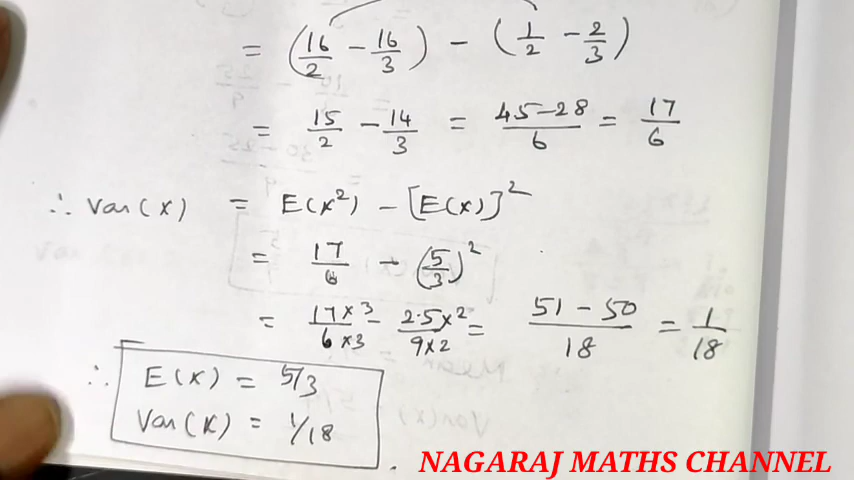 = (16/2 - 16/3) - (1/2 - 2/3)
= 15/2 - 14/3 = 45-28/6 = 17/6
∴ Var(x) = E(x²) - [E(x)]²
= 17/6 - (5/3)²
= 17×3/6×3 - 25×2/9×2 = 51-50/18 = 1/18
∴ E(x) = 5/3
Var(x) = 1/18
NAGARAJ MATHS CHANNEL